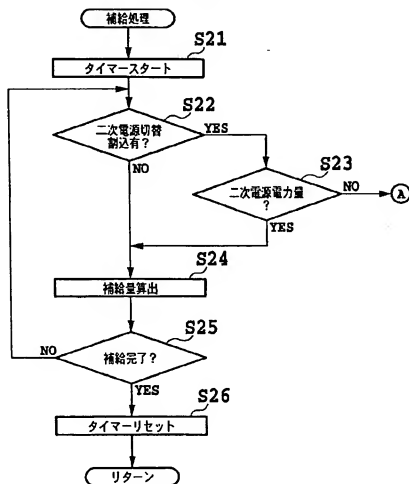 補給処理
S21
タイマースタート
S22
二次電源切替
割込有?
YES
NO
S23
二次電源電力量
?
NO
A
YES
S24
補給量算出
S25
補給完了?
NO
YES
S26
タイマーリセット
リターン